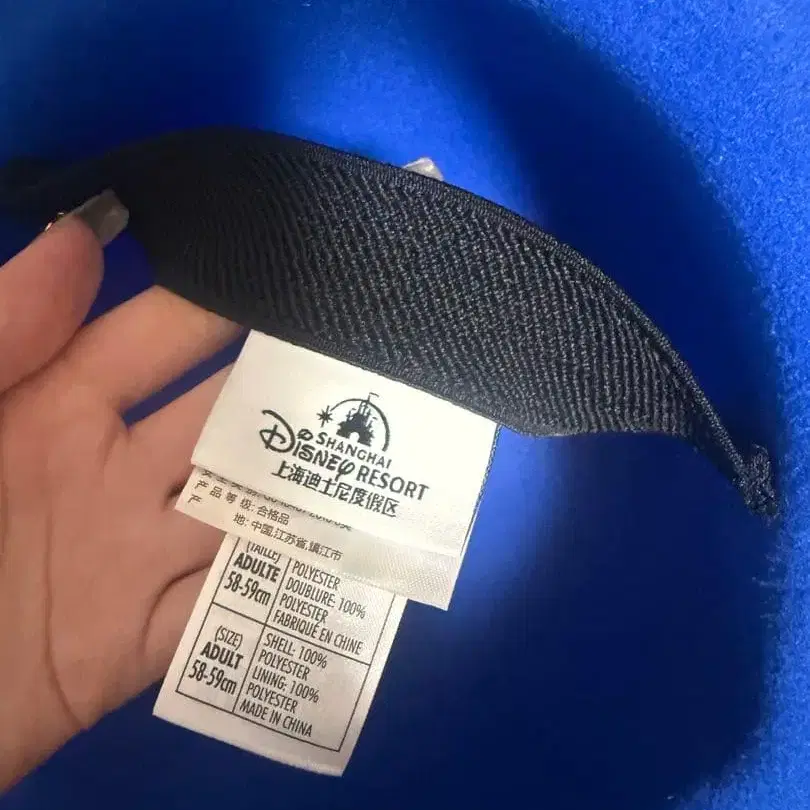 SHANGHAI
DISNEY RESORT
上海迪士尼度假区
产品等级:合格品
产
地:中国,江苏省,镇江市
(TAILLE)
ADULTE
58-59cm
POLYESTER
DOUBLURE: 100%
POLYESTER
FABRIQUÉ EN CHINE
(SIZE)
ADULT
58-59cm
SHELL: 100%
POLYESTER
LINING: 100%
POLYESTER
MADE IN CHINA